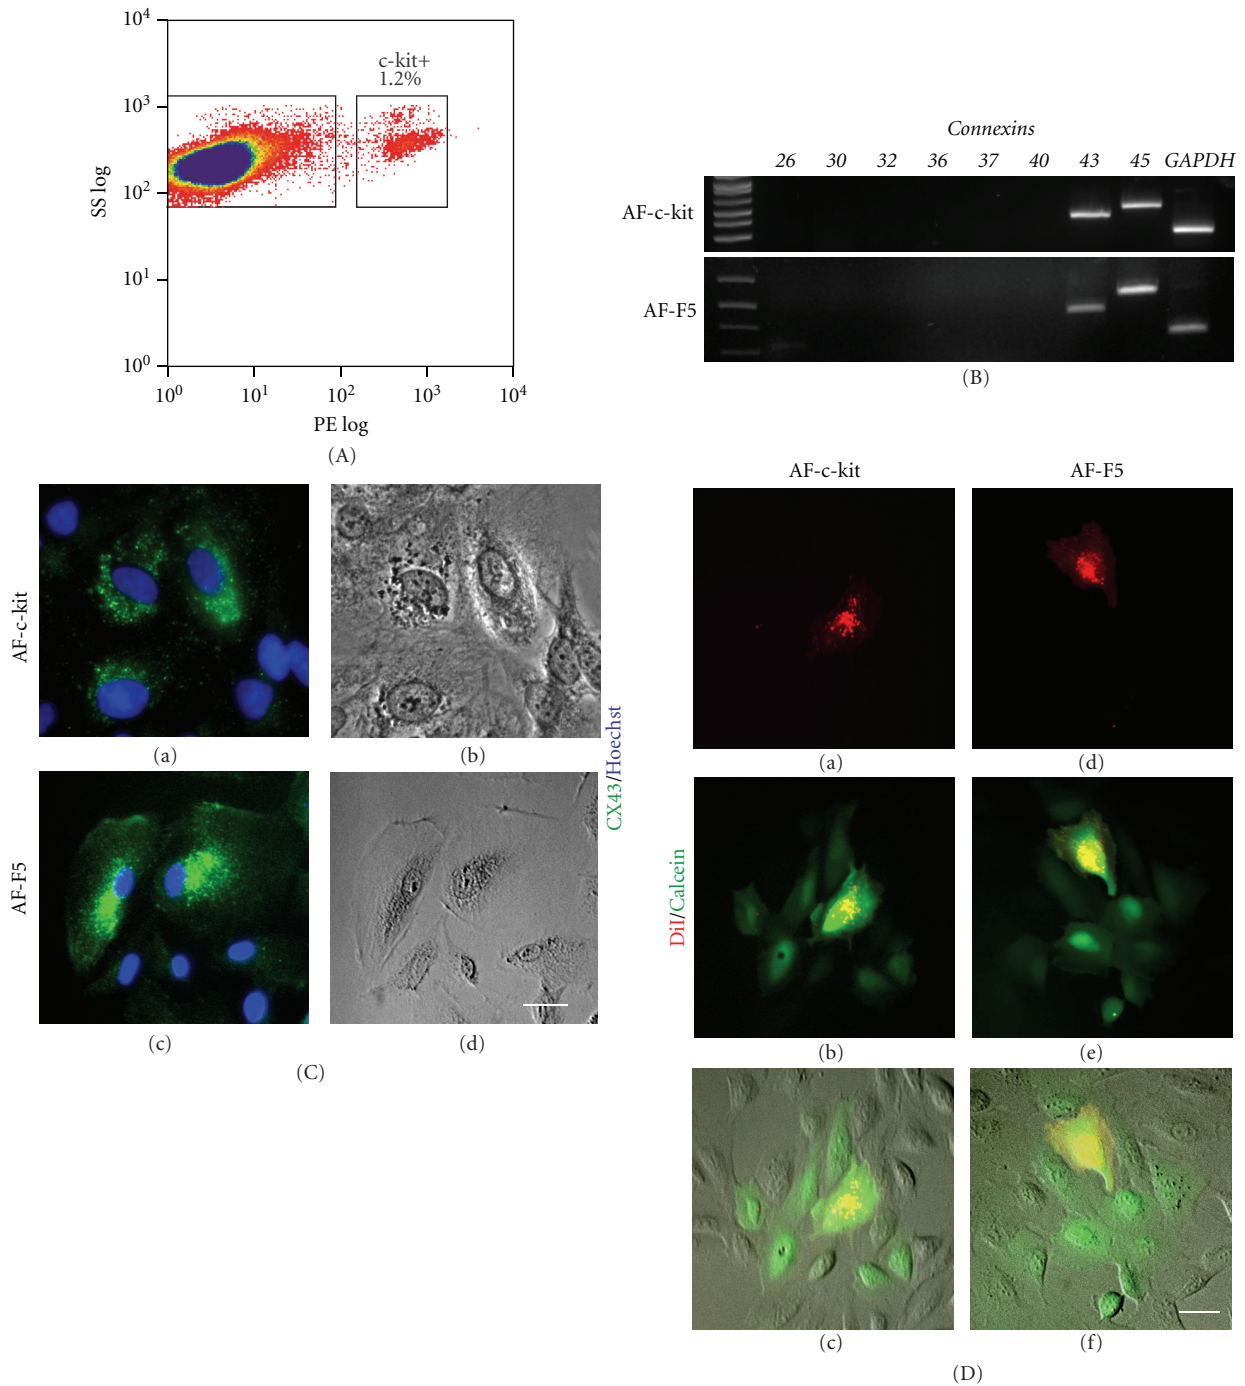 10⁴
10³
10²
10¹
10⁰
SS log
c-kit+
1.2%
10⁰ 10¹ 10² 10³ 10⁴
PE log
(A)
Connexins
26 30 32 36 37 40 43 45 GAPDH
AF-c-kit
AF-F5
(B)
AF-c-kit
(a) (b)
AF-F5
(c) (d)
CX43/Hoechst
(C)
AF-c-kit AF-F5
(a) (d)
DiI/Calcein
(b) (e)
(c) (f)
(D)